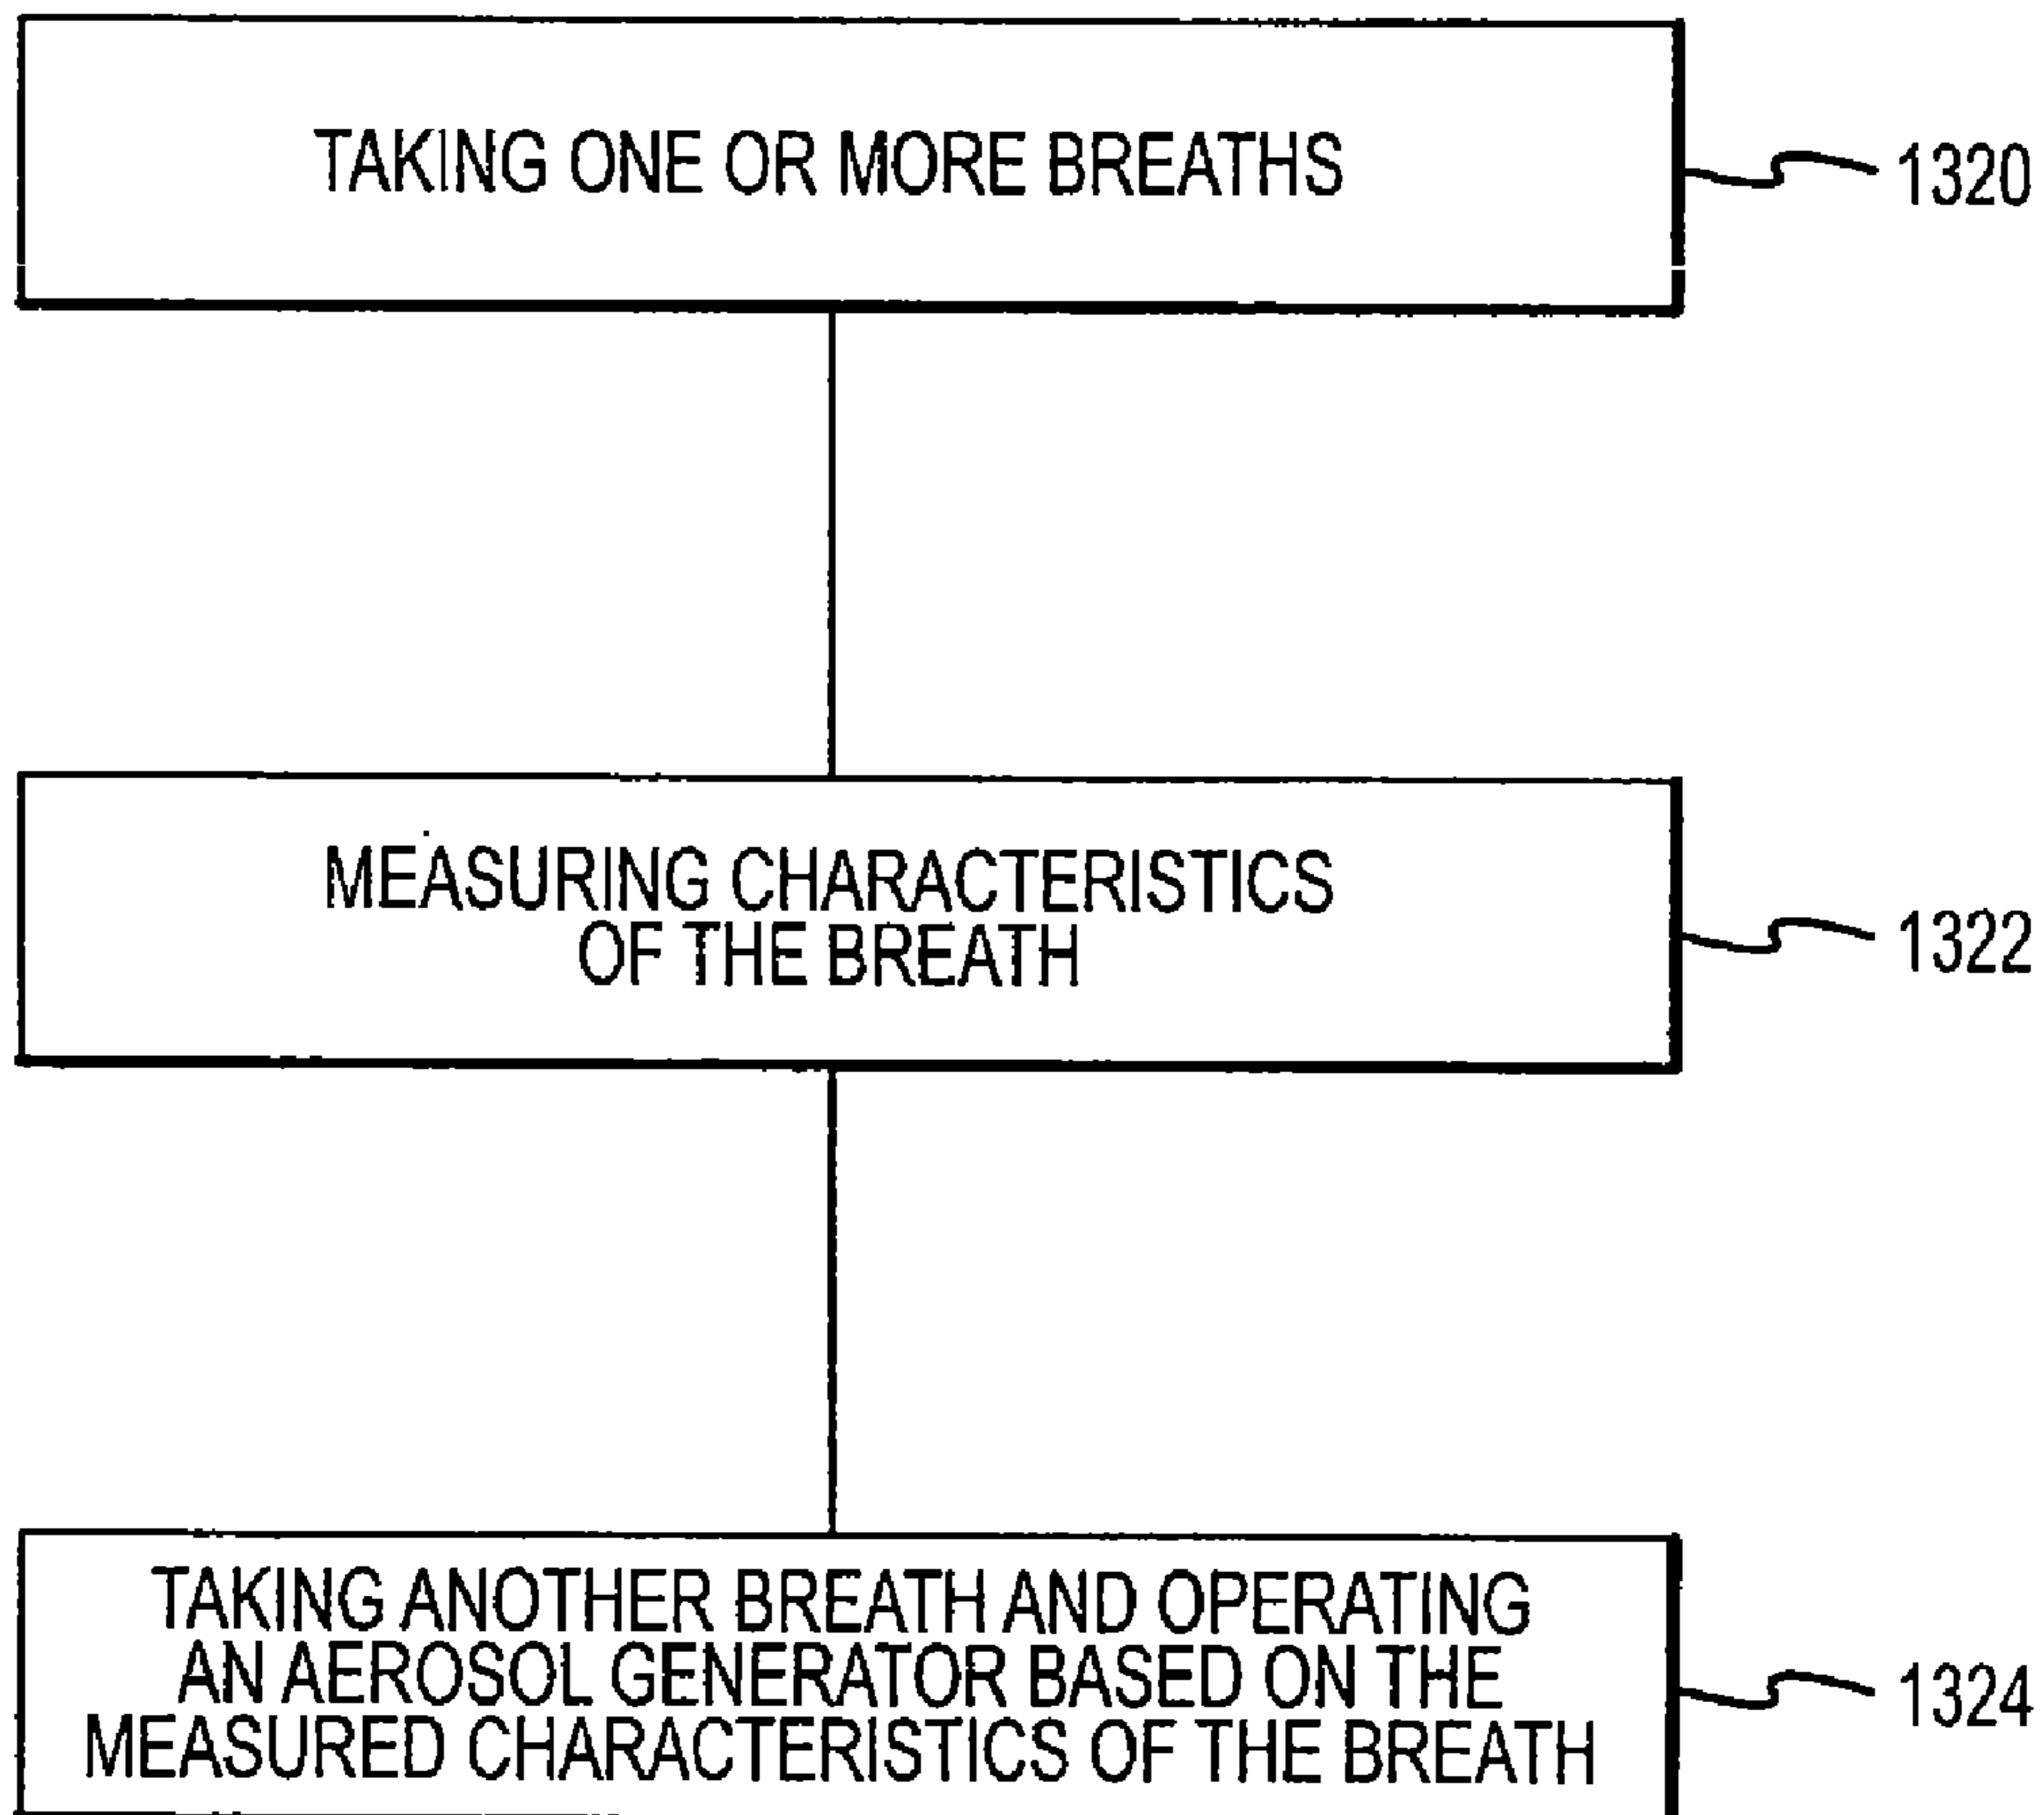 TAKING ONE OR MORE BREATHS
1320
MEASURING CHARACTERISTICS
OF THE BREATH
1322
TAKING ANOTHER BREATH AND OPERATING
AN AEROSOL GENERATOR BASED ON THE
MEASURED CHARACTERISTICS OF THE BREATH
1324